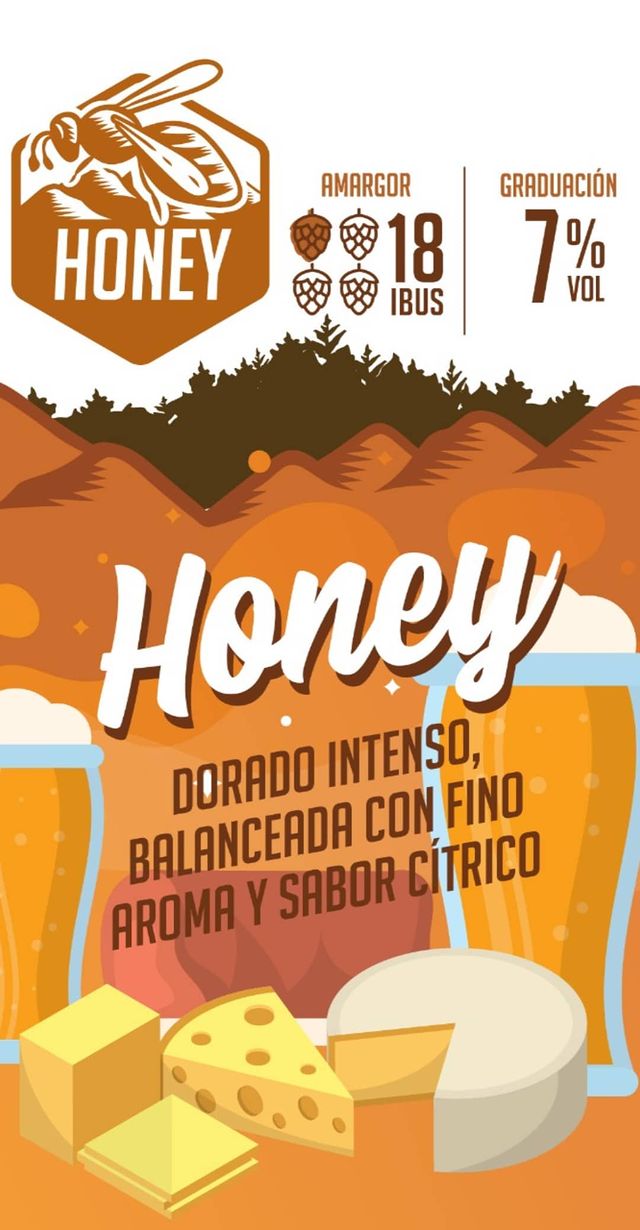 HONEY
AMARGOR
18
IBUS
GRADUACIÓN
7%
VOL
Honey
DORADO INTENSO,
BALANCEADA CON FINO
AROMA Y SABOR CÍTRICO